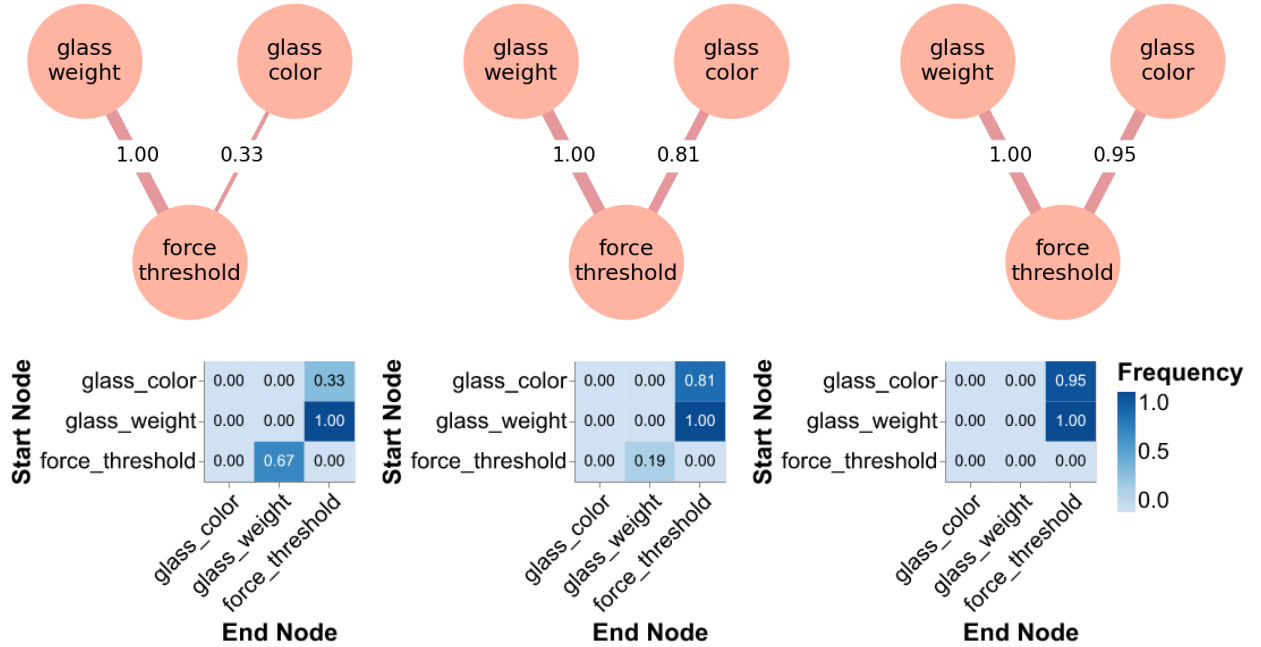 glass
weight
glass
color
1.00
0.33
force
threshold
glass
weight
glass
color
1.00
0.81
force
threshold
glass
weight
glass
color
1.00
0.95
force
threshold
Start Node
glass_color
0.00 0.00 0.33
glass_weight
0.00 0.00 1.00
force_threshold
0.00 0.67 0.00
glass_color
glass_weight
force_threshold
End Node
Start Node
glass_color
0.00 0.00 0.81
glass_weight
0.00 0.00 1.00
force_threshold
0.00 0.19 0.00
glass_color
glass_weight
force_threshold
End Node
Start Node
glass_color
0.00 0.00 0.95
glass_weight
0.00 0.00 1.00
force_threshold
0.00 0.00 0.00
glass_color
glass_weight
force_threshold
End Node
Frequency
1.0
0.5
0.0